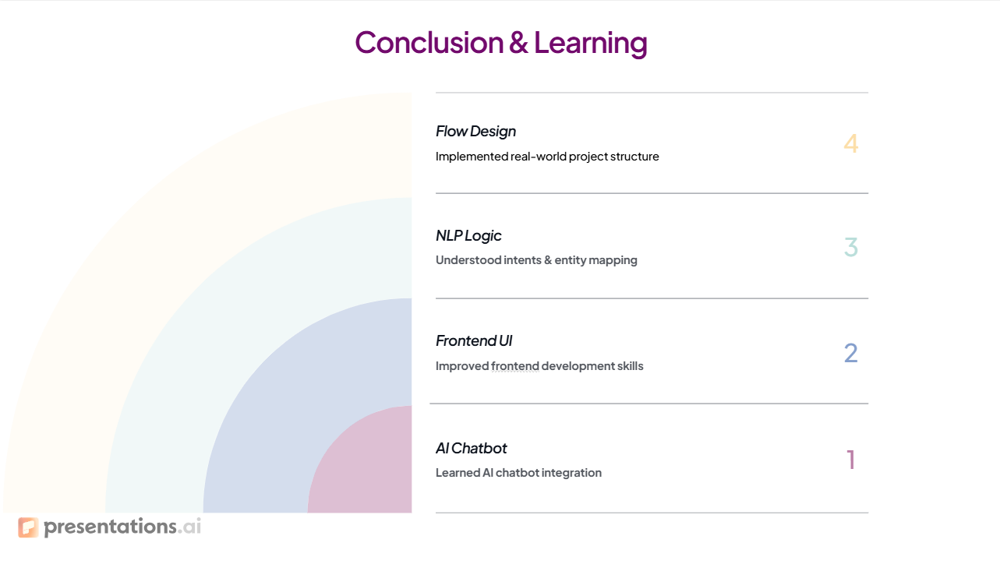 Conclusion & Learning
Flow Design
Implemented real-world project structure
4
NLP Logic
Understood intents & entity mapping
3
Frontend UI
Improved frontend development skills
2
AI Chatbot
Learned AI chatbot integration
1
presentations.ai